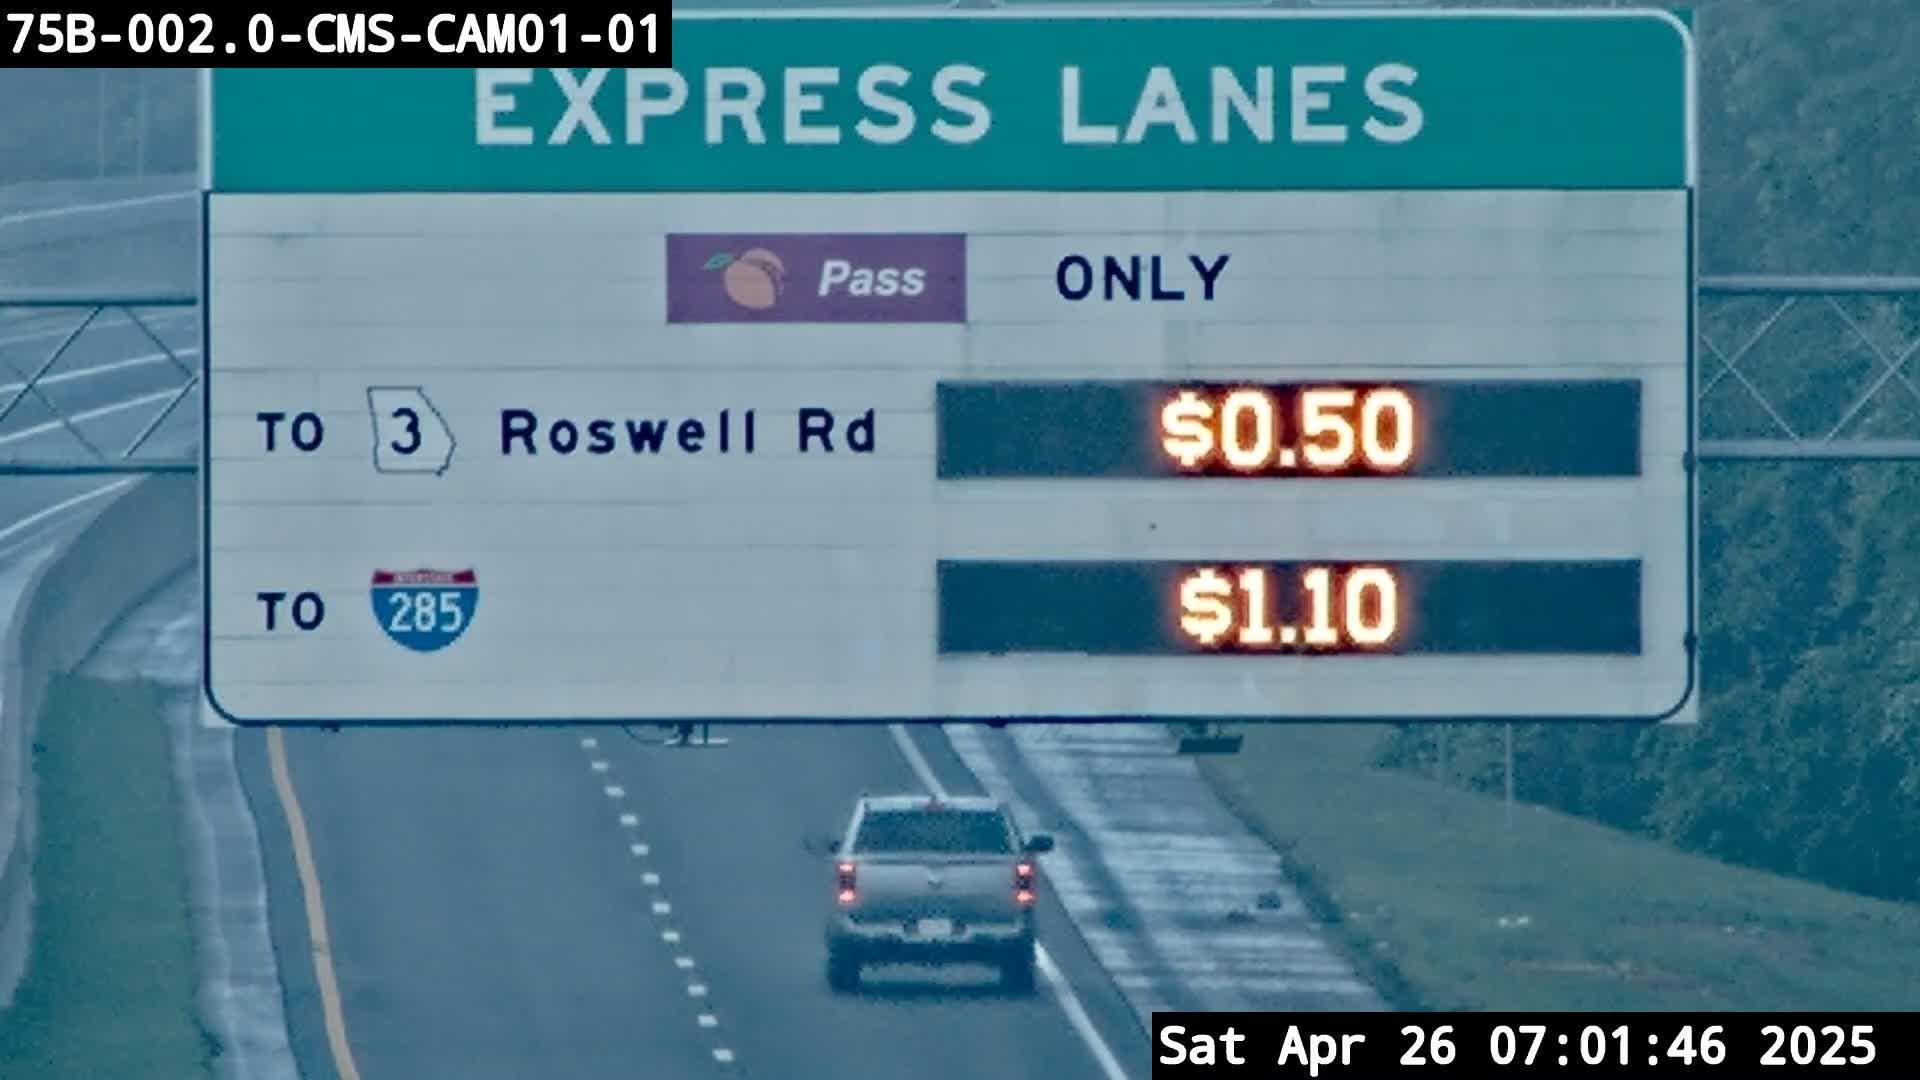 75B-002.0-CMS-CAM01-01
EXPRESS LANES
Pass ONLY
TO 3 Roswell Rd $0.50
INTERSTATE
TO 285 $1.10
Sat Apr 26 07:01:46 2025